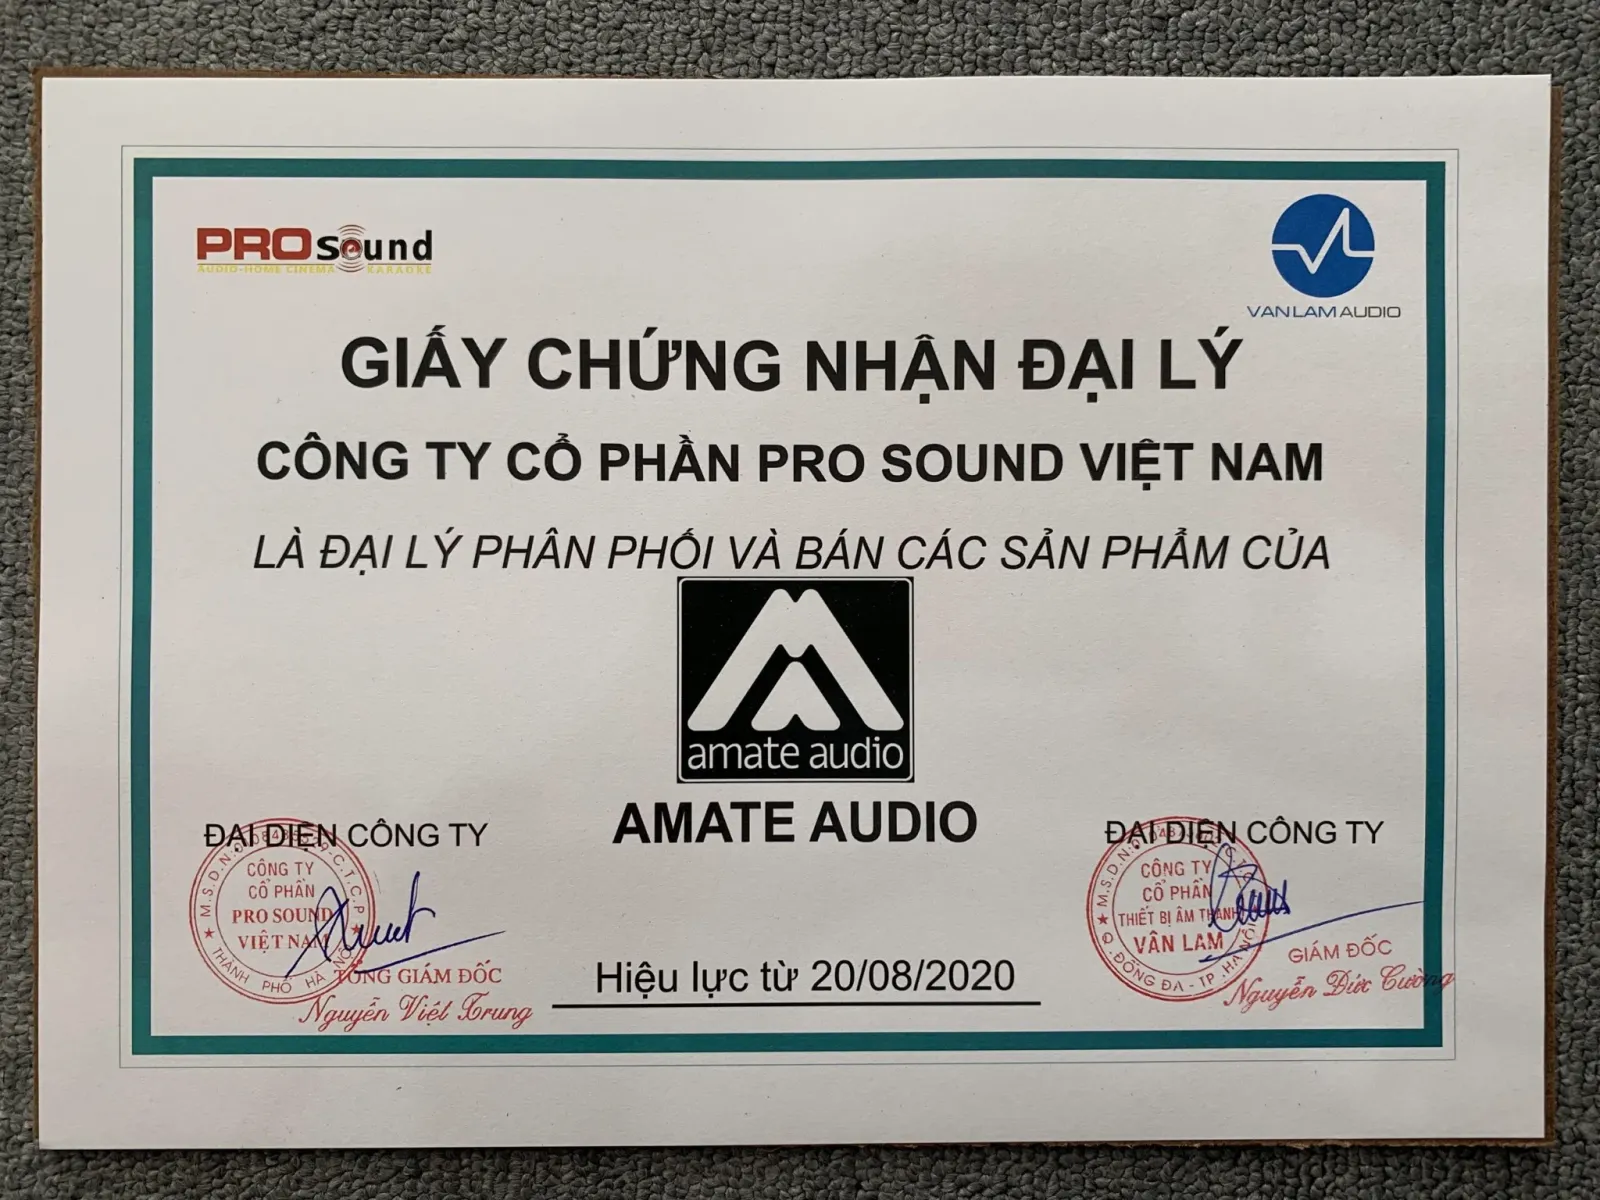 PROsound
AUDIO-HOME CINEMA KARAOKE
VANLAMAUDIO
GIẤY CHỨNG NHẬN ĐẠI LÝ
CÔNG TY CỔ PHẦN PRO SOUND VIỆT NAM
LÀ ĐẠI LÝ PHÂN PHỐI VÀ BÁN CÁC SẢN PHẨM CỦA
amate audio
AMATE AUDIO
ĐẠI DIỆN CÔNG TY
CÔNG TY
CỔ PHẦN
PRO SOUND
VIỆT NAM
THÀNH PHỐ HÀ NỘI
TỔNG GIÁM ĐỐC
Nguyễn Việt Trung
Hiệu lực từ 20/08/2020
ĐẠI DIỆN CÔNG TY
CÔNG TY
CỔ PHẦN
THIẾT BỊ ÂM THANH
VÂN LAM
Q.ĐỐNG ĐA - TP.HÀ NỘI
GIÁM ĐỐC
Nguyễn Đức Cường